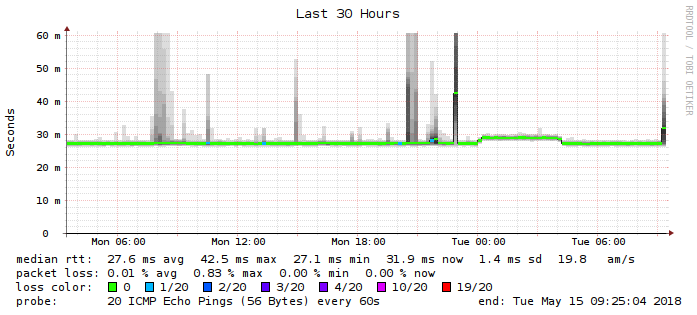 Last 30 Hours
RRDTOOL / TOBI OETIKER
Seconds
60 m
50 m
40 m
30 m
20 m
10 m
0
Mon 06:00 Mon 12:00 Mon 18:00 Tue 00:00 Tue 06:00
median rtt: 27.6 ms avg 42.5 ms max 27.1 ms min 31.9 ms now 1.4 ms sd 19.8 am/s
packet loss: 0.01 % avg 0.83 % max 0.00 % min 0.00 % now
loss color: 0 1/20 2/20 3/20 4/20 10/20 19/20
probe: 20 ICMP Echo Pings (56 Bytes) every 60s end: Tue May 15 09:25:04 2018